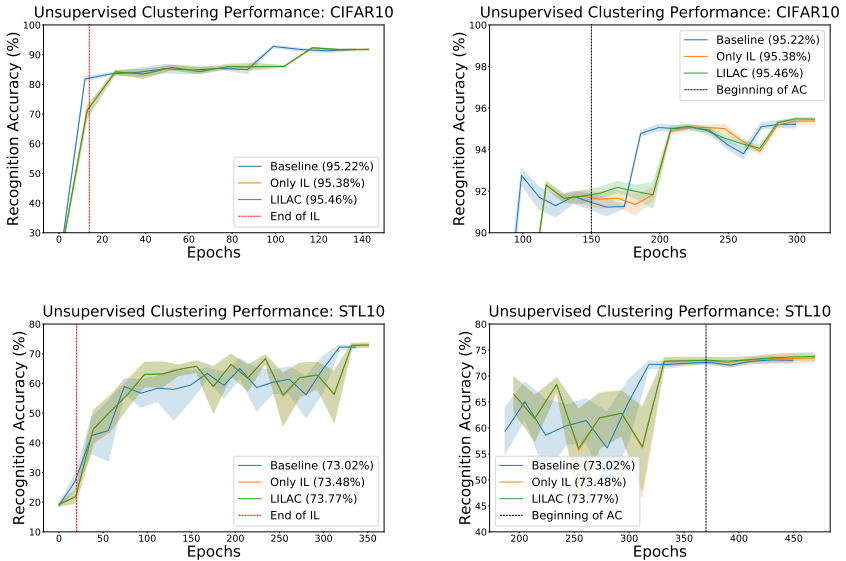 Unsupervised Clustering Performance: CIFAR10
Recognition Accuracy (%)
100
90
80
70
60
50
40
30
0
20
40
60
80
100
120
140
Epochs
Baseline (95.22%)
Only IL (95.38%)
LILAC (95.46%)
End of IL
Unsupervised Clustering Performance: CIFAR10
Recognition Accuracy (%)
100
98
96
94
92
90
100
150
200
250
300
Epochs
Baseline (95.22%)
Only IL (95.38%)
LILAC (95.46%)
Beginning of AC
Unsupervised Clustering Performance: STL10
Recognition Accuracy (%)
80
70
60
50
40
30
20
10
0
50
100
150
200
250
300
350
Epochs
Baseline (73.02%)
Only IL (73.48%)
LILAC (73.77%)
End of IL
Unsupervised Clustering Performance: STL10
Recognition Accuracy (%)
80
75
70
65
60
55
50
45
40
200
250
300
350
400
450
Epochs
Baseline (73.02%)
Only IL (73.48%)
LILAC (73.77%)
Beginning of AC